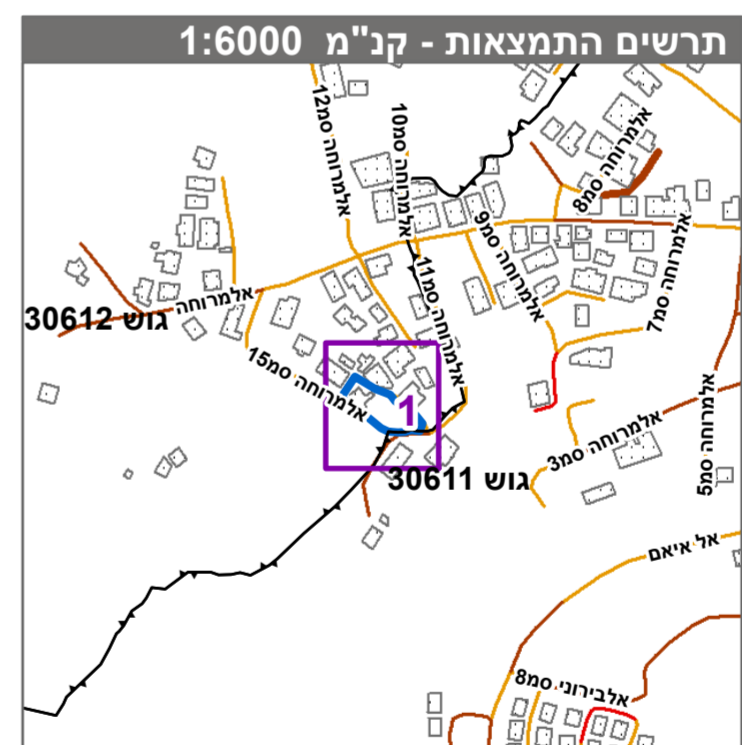 תרשים התמצאות - קנ"מ 1:6000
אלמרוחה סמ12
אלמרוחה סמ10
אלמרוחה סמ8
אלמרוחה סמ9
אלמרוחה סמ7
אלמרוחה סמ11
אלמרוחה
גוש 30612
אלמרוחה סמ15
1
אלמרוחה סמ3
אלמרוחה סמ5
גוש 30611
אל איאם
אלבירוני סמ8